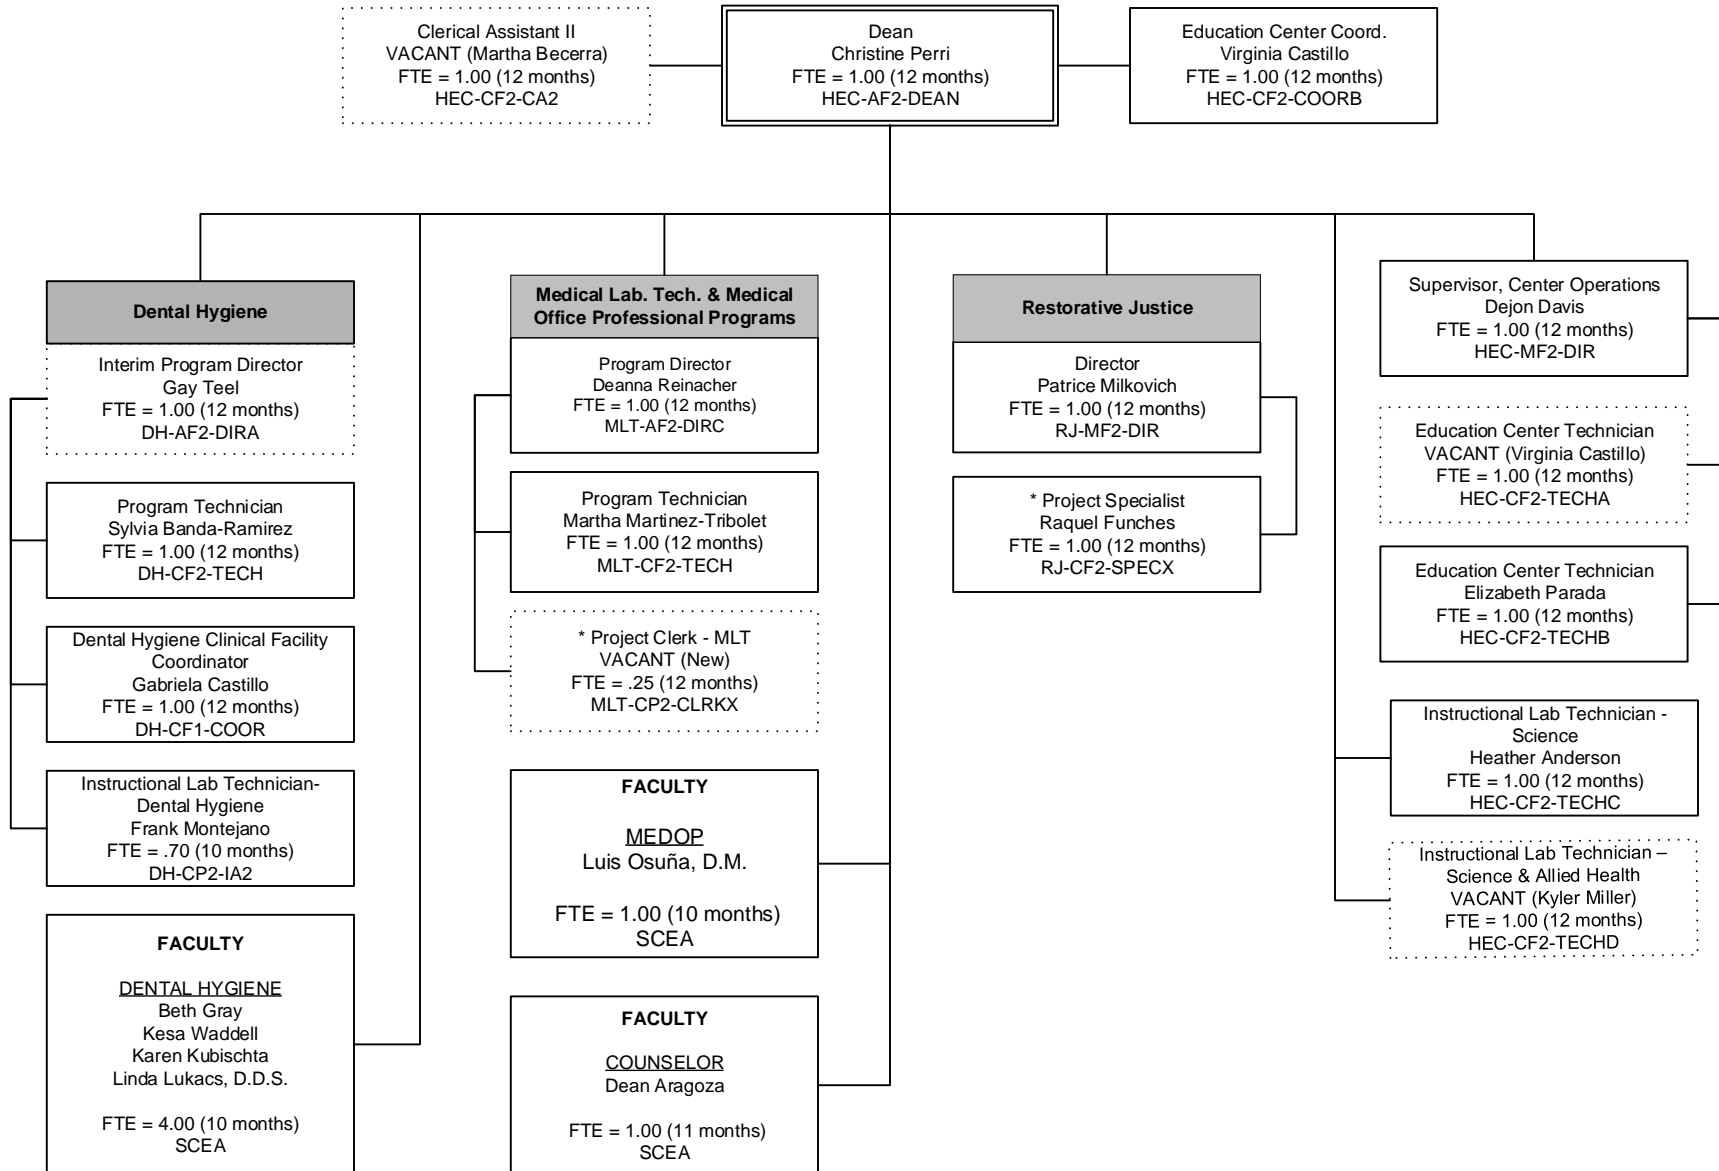 Clerical Assistant II
VACANT (Martha Becerra)
FTE = 1.00 (12 months)
HEC-CF2-CA2
Dean
Christine Perri
FTE = 1.00 (12 months)
HEC-AF2-DEAN
Education Center Coord.
Virginia Castillo
FTE = 1.00 (12 months)
HEC-CF2-COORB
Dental Hygiene
Interim Program Director
Gay Teel
FTE = 1.00 (12 months)
DH-AF2-DIRA
Program Technician
Sylvia Banda-Ramirez
FTE = 1.00 (12 months)
DH-CF2-TECH
Dental Hygiene Clinical Facility
Coordinator
Gabriela Castillo
FTE = 1.00 (12 months)
DH-CF1-COOR
Instructional Lab Technician-
Dental Hygiene
Frank Montejano
FTE = .70 (10 months)
DH-CP2-IA2
FACULTY
DENTAL HYGIENE
Beth Gray
Kesa Waddell
Karen Kubischta
Linda Lukacs, D.D.S.
FTE = 4.00 (10 months)
SCEA
Medical Lab. Tech. & Medical
Office Professional Programs
Program Director
Deanna Reinacher
FTE = 1.00 (12 months)
MLT-AF2-DIRC
Program Technician
Martha Martinez-Tribolet
FTE = 1.00 (12 months)
MLT-CF2-TECH
* Project Clerk - MLT
VACANT (New)
FTE = .25 (12 months)
MLT-CP2-CLRKX
FACULTY
MEDOP
Luis Osuña, D.M.
FTE = 1.00 (10 months)
SCEA
FACULTY
COUNSELOR
Dean Aragoza
FTE = 1.00 (11 months)
SCEA
Restorative Justice
Director
Patrice Milkovich
FTE = 1.00 (12 months)
RJ-MF2-DIR
* Project Specialist
Raquel Funches
FTE = 1.00 (12 months)
RJ-CF2-SPECX
Supervisor, Center Operations
Dejon Davis
FTE = 1.00 (12 months)
HEC-MF2-DIR
Education Center Technician
VACANT (Virginia Castillo)
FTE = 1.00 (12 months)
HEC-CF2-TECHA
Education Center Technician
Elizabeth Parada
FTE = 1.00 (12 months)
HEC-CF2-TECHB
Instructional Lab Technician -
Science
Heather Anderson
FTE = 1.00 (12 months)
HEC-CF2-TECHC
Instructional Lab Technician –
Science & Allied Health
VACANT (Kyler Miller)
FTE = 1.00 (12 months)
HEC-CF2-TECHD